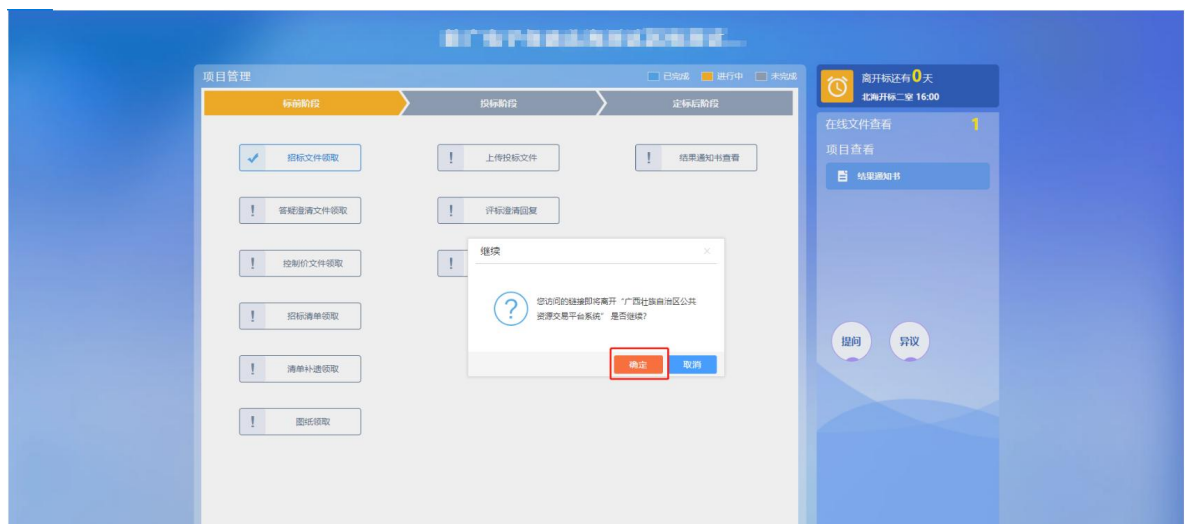 项目管理
已完成 进行中 未完成
标前阶段 投标阶段 定标后阶段
招标文件领取 上传投标文件 结果通知书查看
答疑澄清文件领取 评标澄清回复
控制价文件领取
招标清单领取
清单补遗领取
图纸领取
继续
您访问的链接即将离开“广西壮族自治区公共
资源交易平台系统”是否继续?
确定 取消
离开标还有0天
北海开标二室 16:00
在线文件查看 1
项目查看
结果通知书
提问 异议